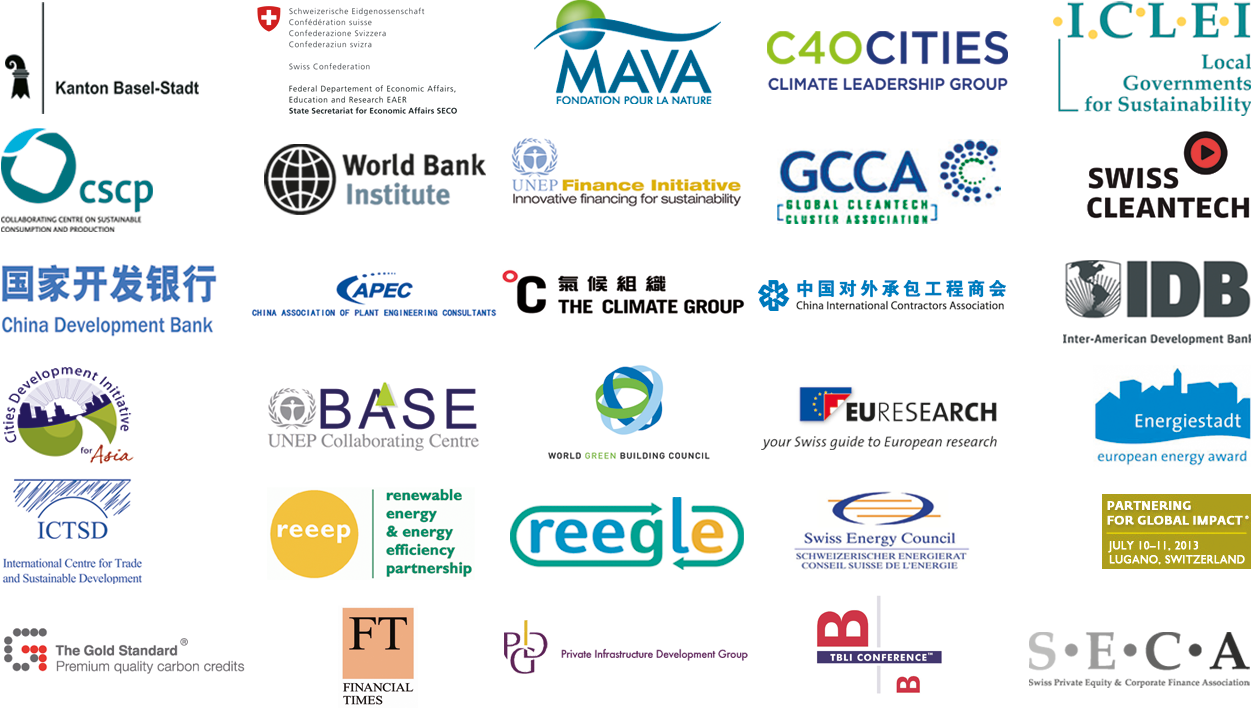 Kanton Basel-Stadt
Schweizerische Eidgenossenschaft
Confédération suisse
Confederazione Svizzera
Confederaziun svizra
Swiss Confederation
Federal Departement of Economic Affairs,
Education and Research EAER
State Secretariat for Economic Affairs SECO
MAVA
FONDATION POUR LA NATURE
C40CITIES
CLIMATE LEADERSHIP GROUP
I.C.L.E.I
Local
Governments
for Sustainability
cscp
COLLABORATING CENTRE ON SUSTAINABLE
CONSUMPTION AND PRODUCTION
World Bank
Institute
UNEP Finance Initiative
Innovative financing for sustainability
GCCA
GLOBAL CLEANTECH
CLUSTER ASSOCIATION
SWISS
CLEANTECH
国家开发银行
China Development Bank
APEC
CHINA ASSOCIATION OF PLANT ENGINEERING CONSULTANTS
°C 氣候組織
THE CLIMATE GROUP
中国对外承包工程商会
China International Contractors Association
IDB
Inter-American Development Bank
Cities Development Initiative
for Asia
BASE
UNEP Collaborating Centre
WORLD GREEN BUILDING COUNCIL
EURESEARCH
your Swiss guide to European research
Energiestadt
european energy award
ICTSD
International Centre for Trade
and Sustainable Development
reeep
renewable
energy
& energy
efficiency
partnership
reegle
Swiss Energy Council
SCHWEIZERISCHER ENERGIERAT
CONSEIL SUISSE DE L'ENERGIE
PARTNERING
FOR GLOBAL IMPACT®
JULY 10–11, 2013
LUGANO, SWITZERLAND
The Gold Standard®
Premium quality carbon credits
FT
FINANCIAL
TIMES
PIDG
Private Infrastructure Development Group
B
TBLI CONFERENCE™
B
S•E•C•A
Swiss Private Equity & Corporate Finance Association